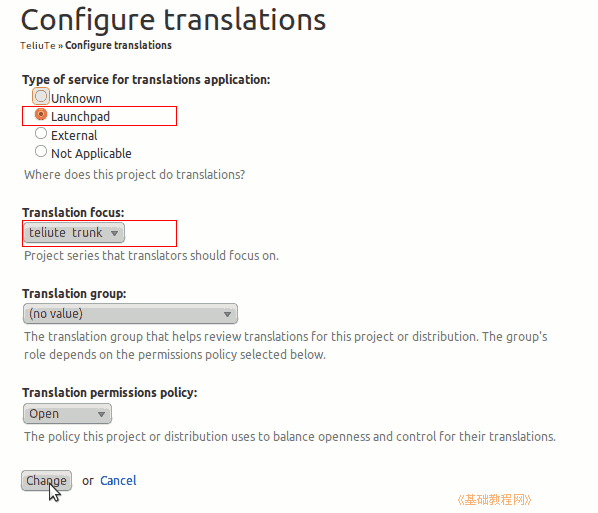 Configure translations
TeliuTe » Configure translations
Type of service for translations application:
Unknown
Launchpad
External
Not Applicable
Where does this project do translations?
Translation focus:
teliute trunk
Project series that translators should focus on.
Translation group:
(no value)
The translation group that helps review translations for this project or distribution. The group's
role depends on the permissions policy selected below.
Translation permissions policy:
Open
The policy this project or distribution uses to balance openness and control for their translations.
Change or Cancel
《基础教程网》